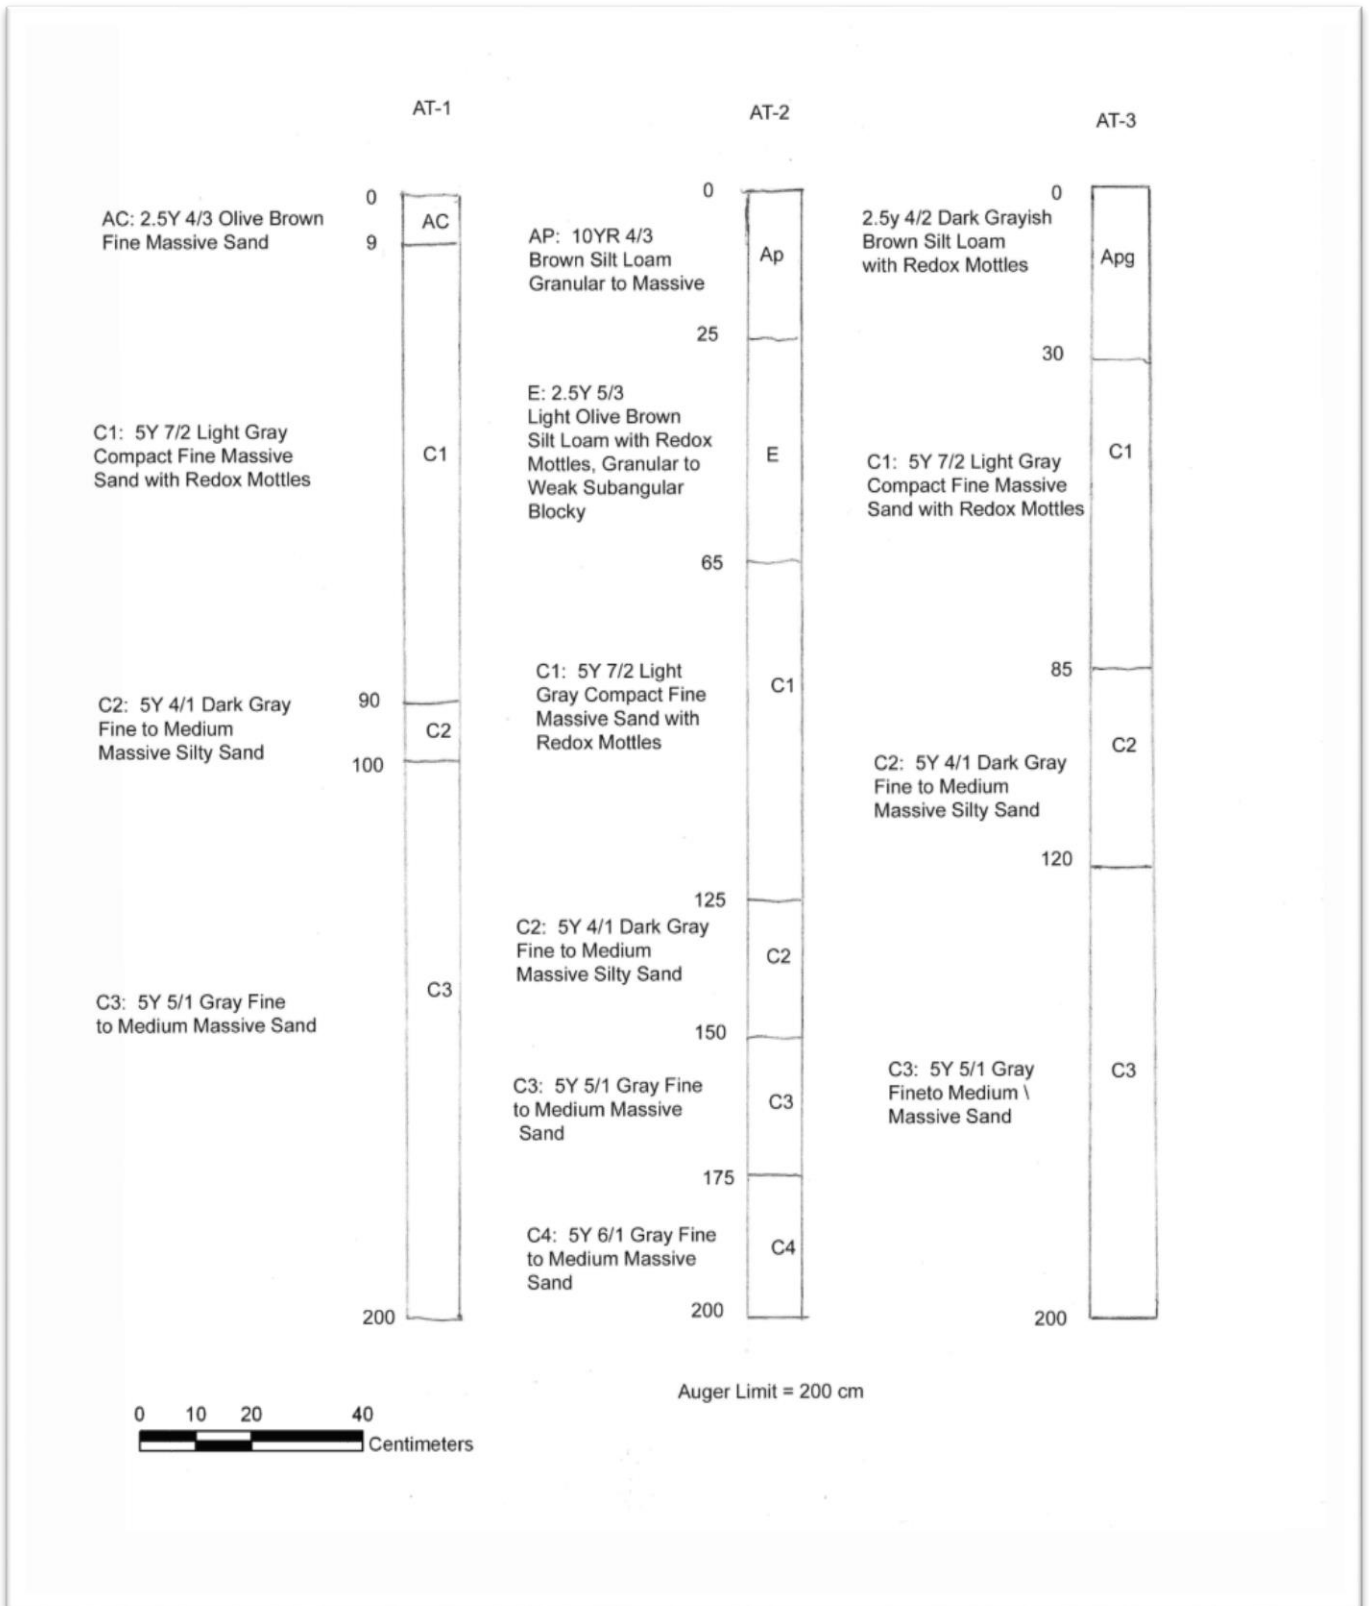 AT-1
0
AC: 2.5Y 4/3 Olive Brown
Fine Massive Sand
AC
9
C1: 5Y 7/2 Light Gray
Compact Fine Massive
Sand with Redox Mottles
C1
90
C2: 5Y 4/1 Dark Gray
Fine to Medium
Massive Silty Sand
C2
100
C3: 5Y 5/1 Gray Fine
to Medium Massive Sand
C3
200
AT-2
0
AP: 10YR 4/3
Brown Silt Loam
Granular to Massive
Ap
25
E: 2.5Y 5/3
Light Olive Brown
Silt Loam with Redox
Mottles, Granular to
Weak Subangular
Blocky
E
65
C1: 5Y 7/2 Light
Gray Compact Fine
Massive Sand with
Redox Mottles
C1
125
C2: 5Y 4/1 Dark Gray
Fine to Medium
Massive Silty Sand
C2
150
C3: 5Y 5/1 Gray Fine
to Medium Massive
Sand
C3
175
C4: 5Y 6/1 Gray Fine
to Medium Massive
Sand
C4
200
AT-3
0
2.5y 4/2 Dark Grayish
Brown Silt Loam
with Redox Mottles
Apg
30
C1: 5Y 7/2 Light Gray
Compact Fine Massive
Sand with Redox Mottles
C1
85
C2: 5Y 4/1 Dark Gray
Fine to Medium
Massive Silty Sand
C2
120
C3: 5Y 5/1 Gray
Fineto Medium \
Massive Sand
C3
200
Auger Limit = 200 cm
0 10 20 40
Centimeters